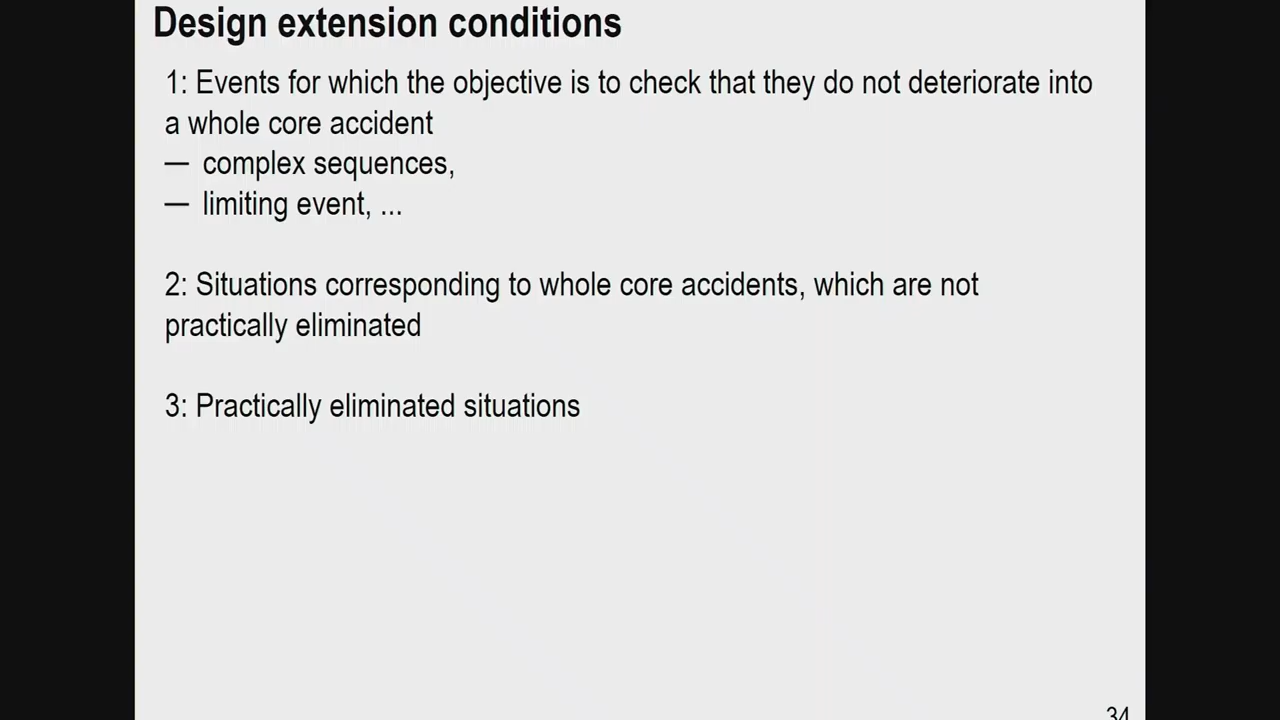 Design extension conditions
1: Events for which the objective is to check that they do not deteriorate into
a whole core accident
— complex sequences,
— limiting event, ...
2: Situations corresponding to whole core accidents, which are not
practically eliminated
3: Practically eliminated situations
34